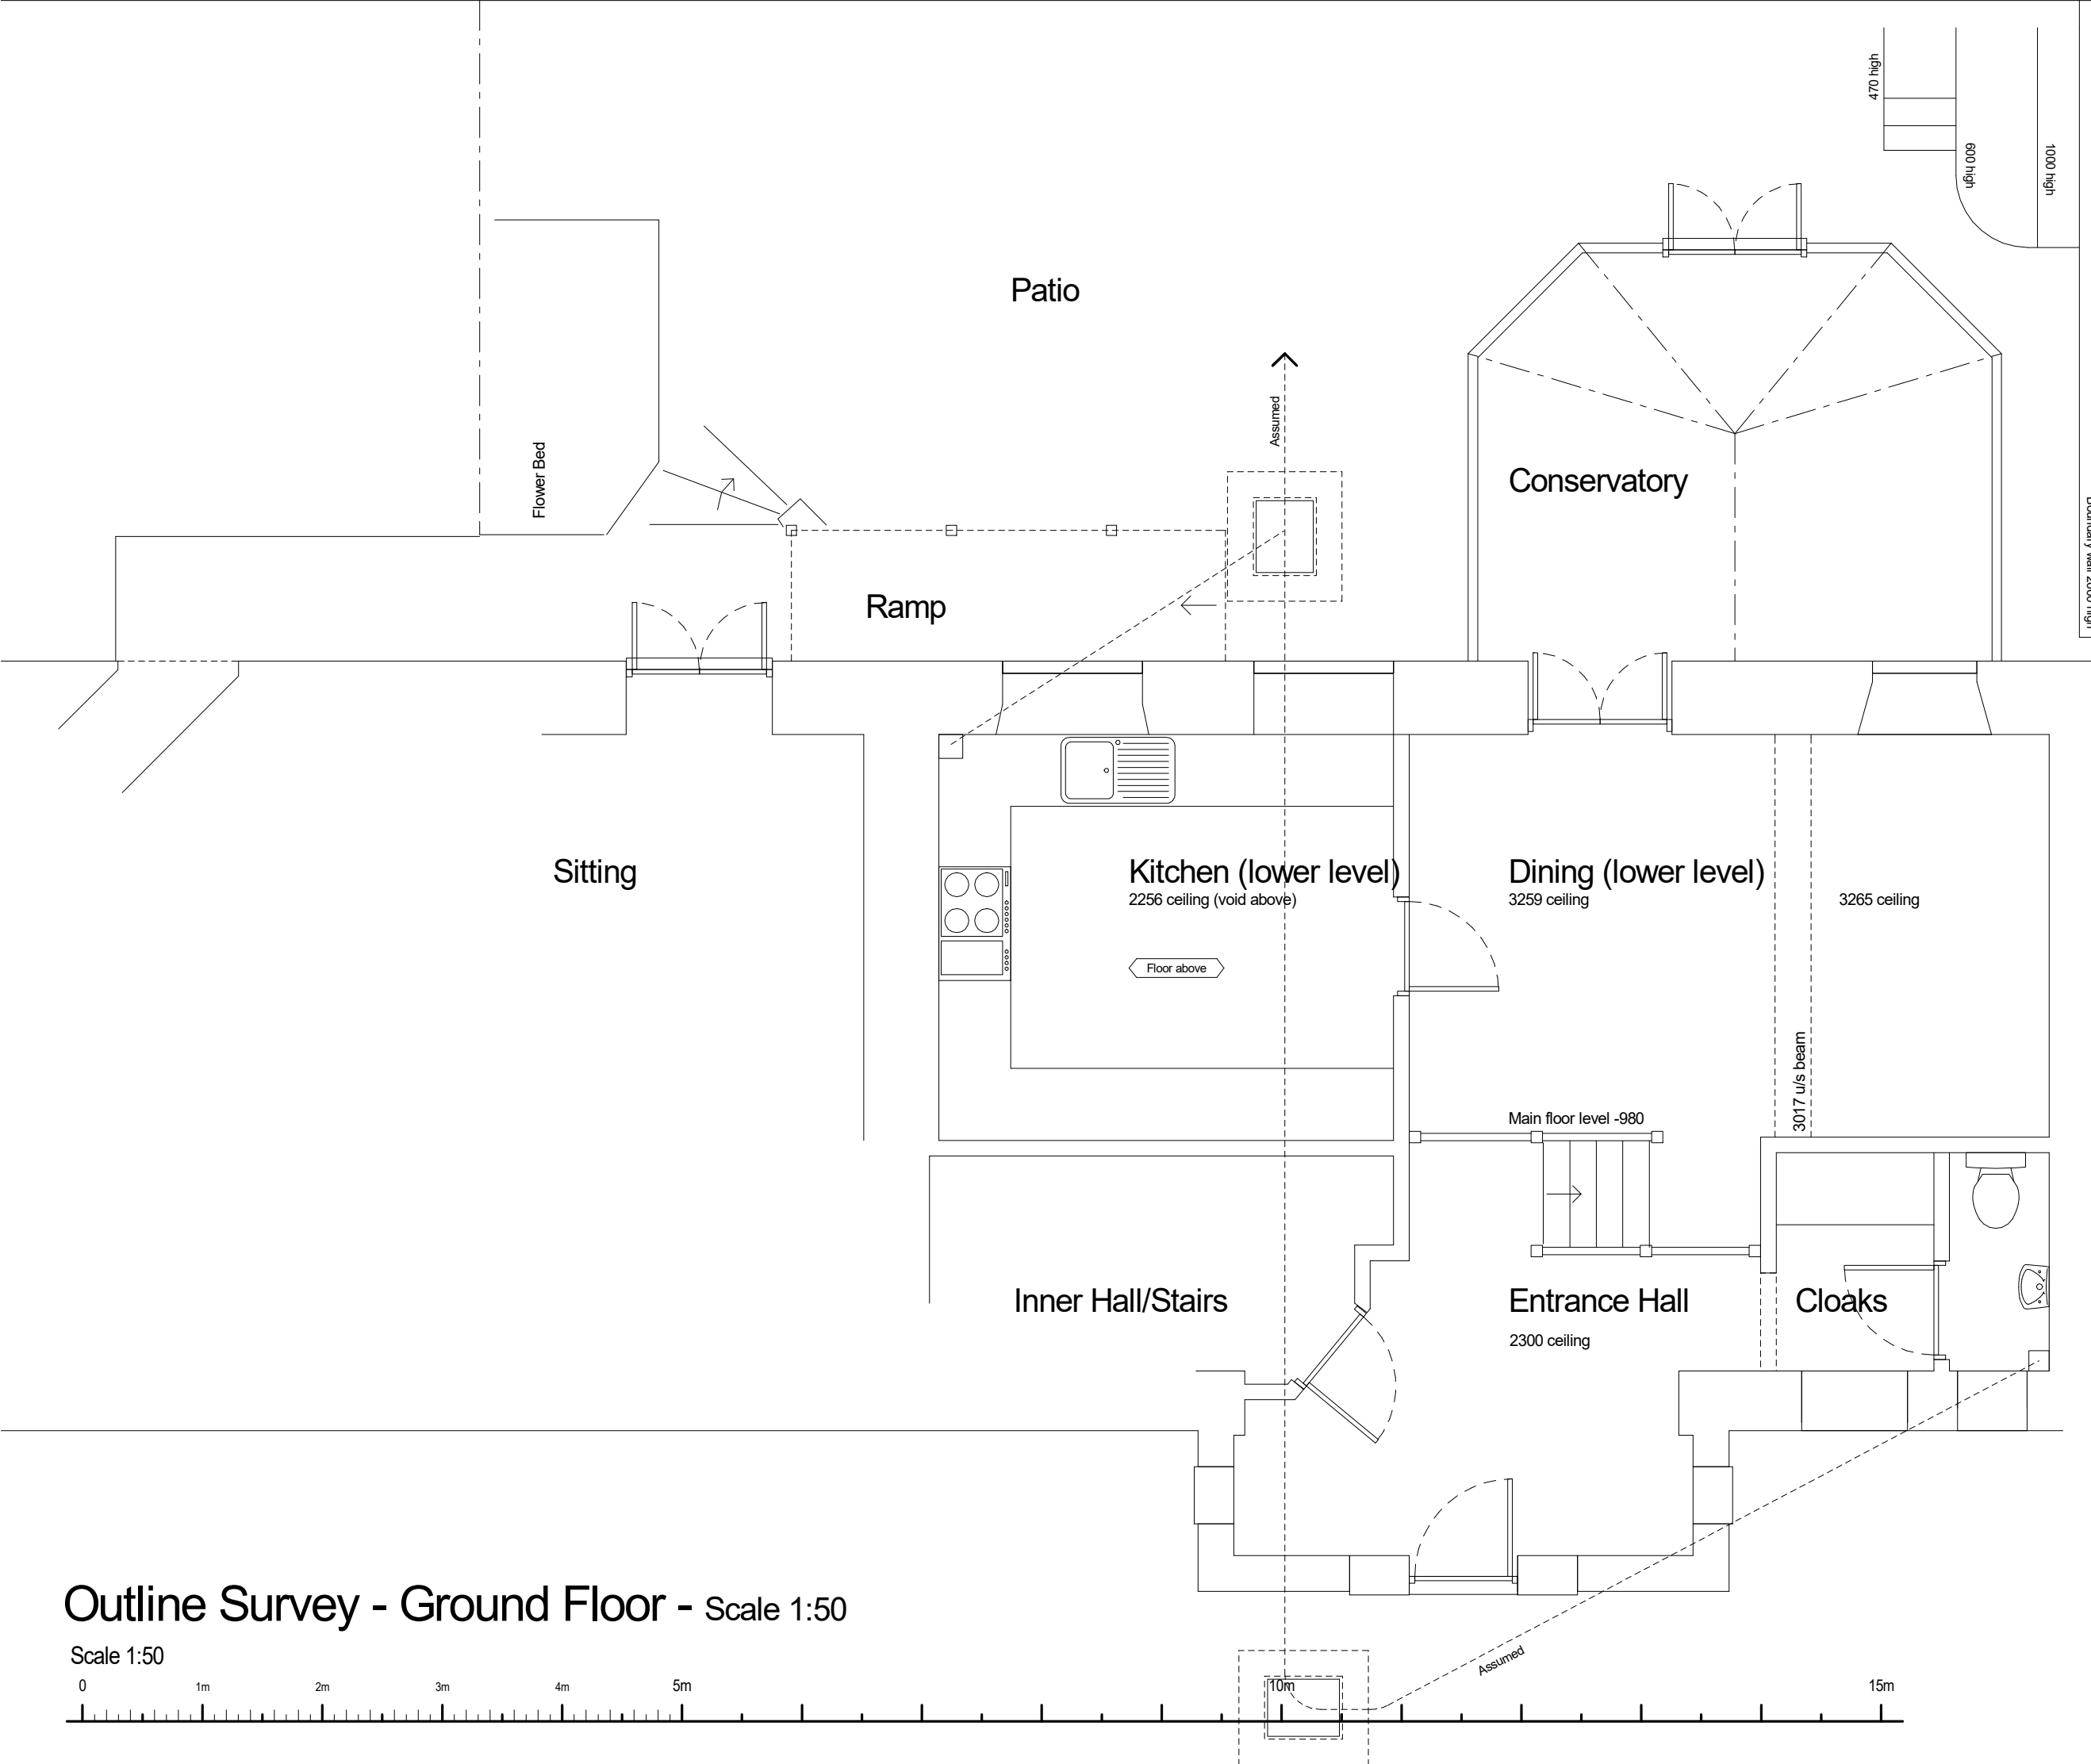 470 high
600 high
1000 high
Patio
Assumed
Flower Bed
Conservatory
Ramp
Sitting
Kitchen (lower level)
2256 ceiling (void above)
Floor above
Dining (lower level)
3259 ceiling
3265 ceiling
3017 u/s beam
Main floor level -980
Inner Hall/Stairs
Entrance Hall
2300 ceiling
Cloaks
Outline Survey - Ground Floor - Scale 1:50
Scale 1:50
Assumed
0 1m 2m 3m 4m 5m 10m 15m